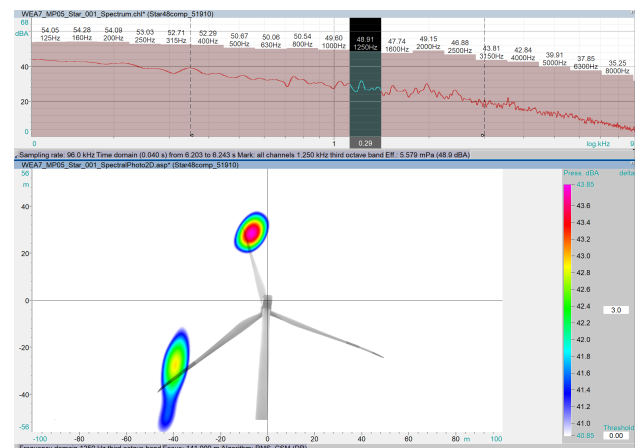 WEA7_MP05_Star_001_Spectrum.chl* (Star48comp_51910)
68
dBA
54.05 54.28 54.09 53.03 52.71 52.29 50.67 50.06 50.54 49.60 48.91 47.74 49.15 46.88 43.81 42.84 39.91 37.85 35.25
125Hz 160Hz 200Hz 250Hz 315Hz 400Hz 500Hz 630Hz 800Hz 1000Hz 1250Hz 1600Hz 2000Hz 2500Hz 3150Hz 4000Hz 5000Hz 6300Hz 8000Hz
40
20
0
0 .1 1 log.kHz 9
0.29
Sampling rate: 96.0 kHz Time domain (0.040 s) from 6.203 to 6.243 s Mark: all channels 1.250 kHz third octave band Eff.: 5.579 mPa (48.9 dBA)
WEA7_MP05_Star_001_SpectralPhoto2D.asp* (Star48comp_51910)
56
m
40
20
0
-20
-40
-56
-100 -80 -60 -40 -20 0 20 40 60 m 80 100
Press. dBA delta
43.85
43.6
43.4
43.2
43.0
42.8
42.6
42.4
42.2 3.0
42.0
41.8
41.6
41.4
41.2
41.0 Threshold
40.85 0.00